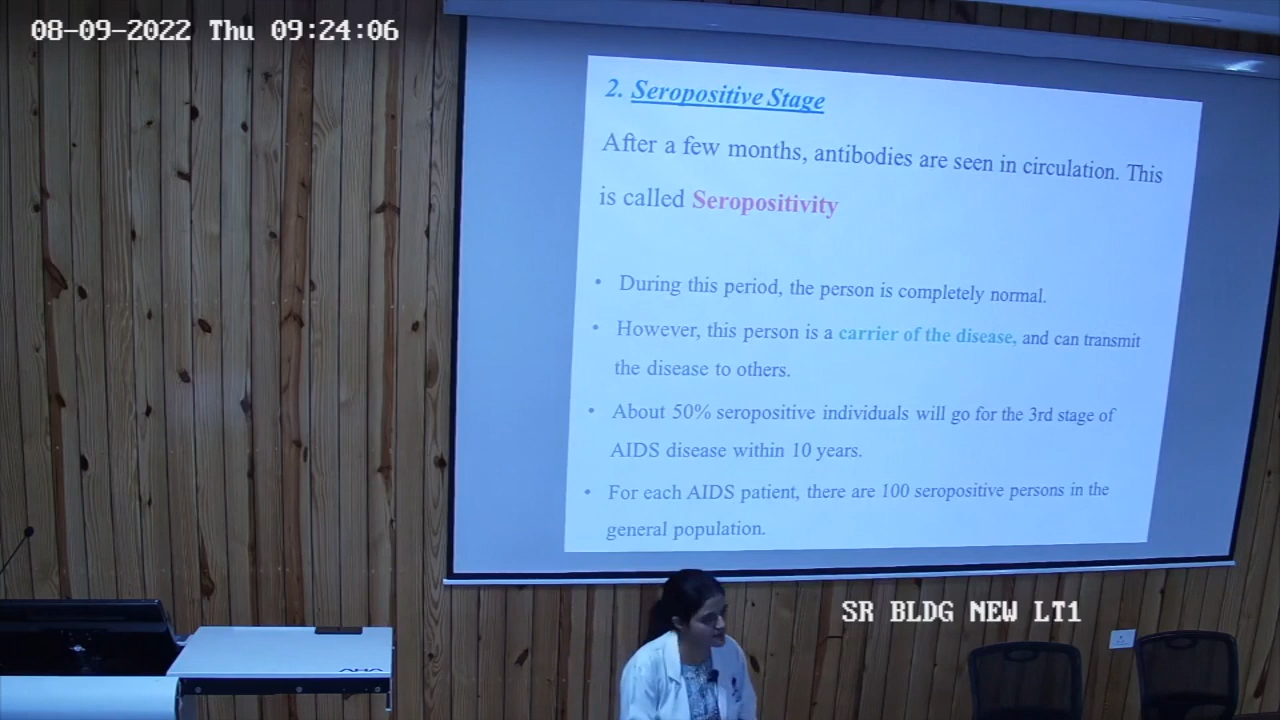 08-09-2022 Thu 09:24:06
2. Seropositive Stage
After a few months, antibodies are seen in circulation. This
is called Seropositivity
• During this period, the person is completely normal.
• However, this person is a carrier of the disease, and can transmit
the disease to others.
• About 50% seropositive individuals will go for the 3rd stage of
AIDS disease within 10 years.
• For each AIDS patient, there are 100 seropositive persons in the
general population.
SR BLDG NEW LT1
AHA